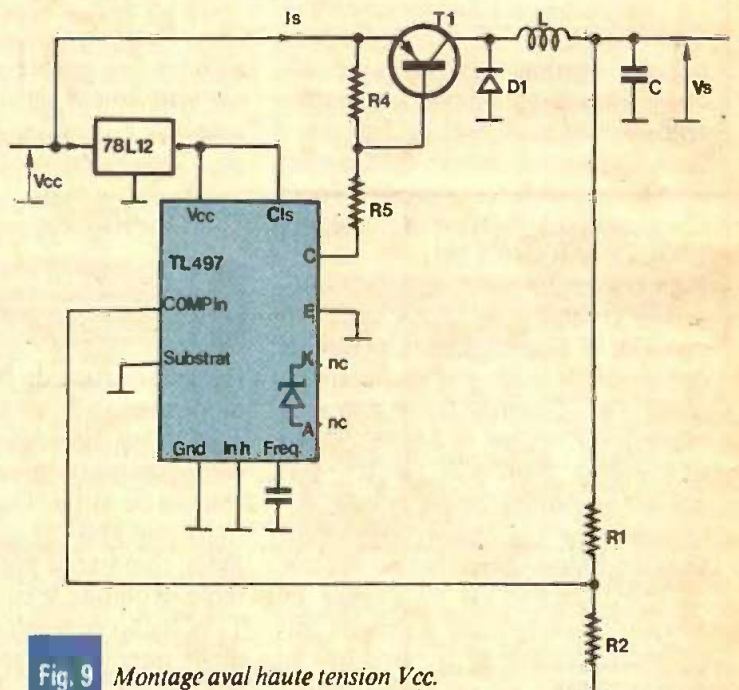 Is
T1
L
D1
C
Vs
R4
78L12
Vcc
R5
Vcc
Cls
TL497
C
COMPin
E
Substrat
K
nc
A
nc
Gnd
Inh
Freq.
R1
R2
Fig. 9 Montage aval haute tension Vcc.